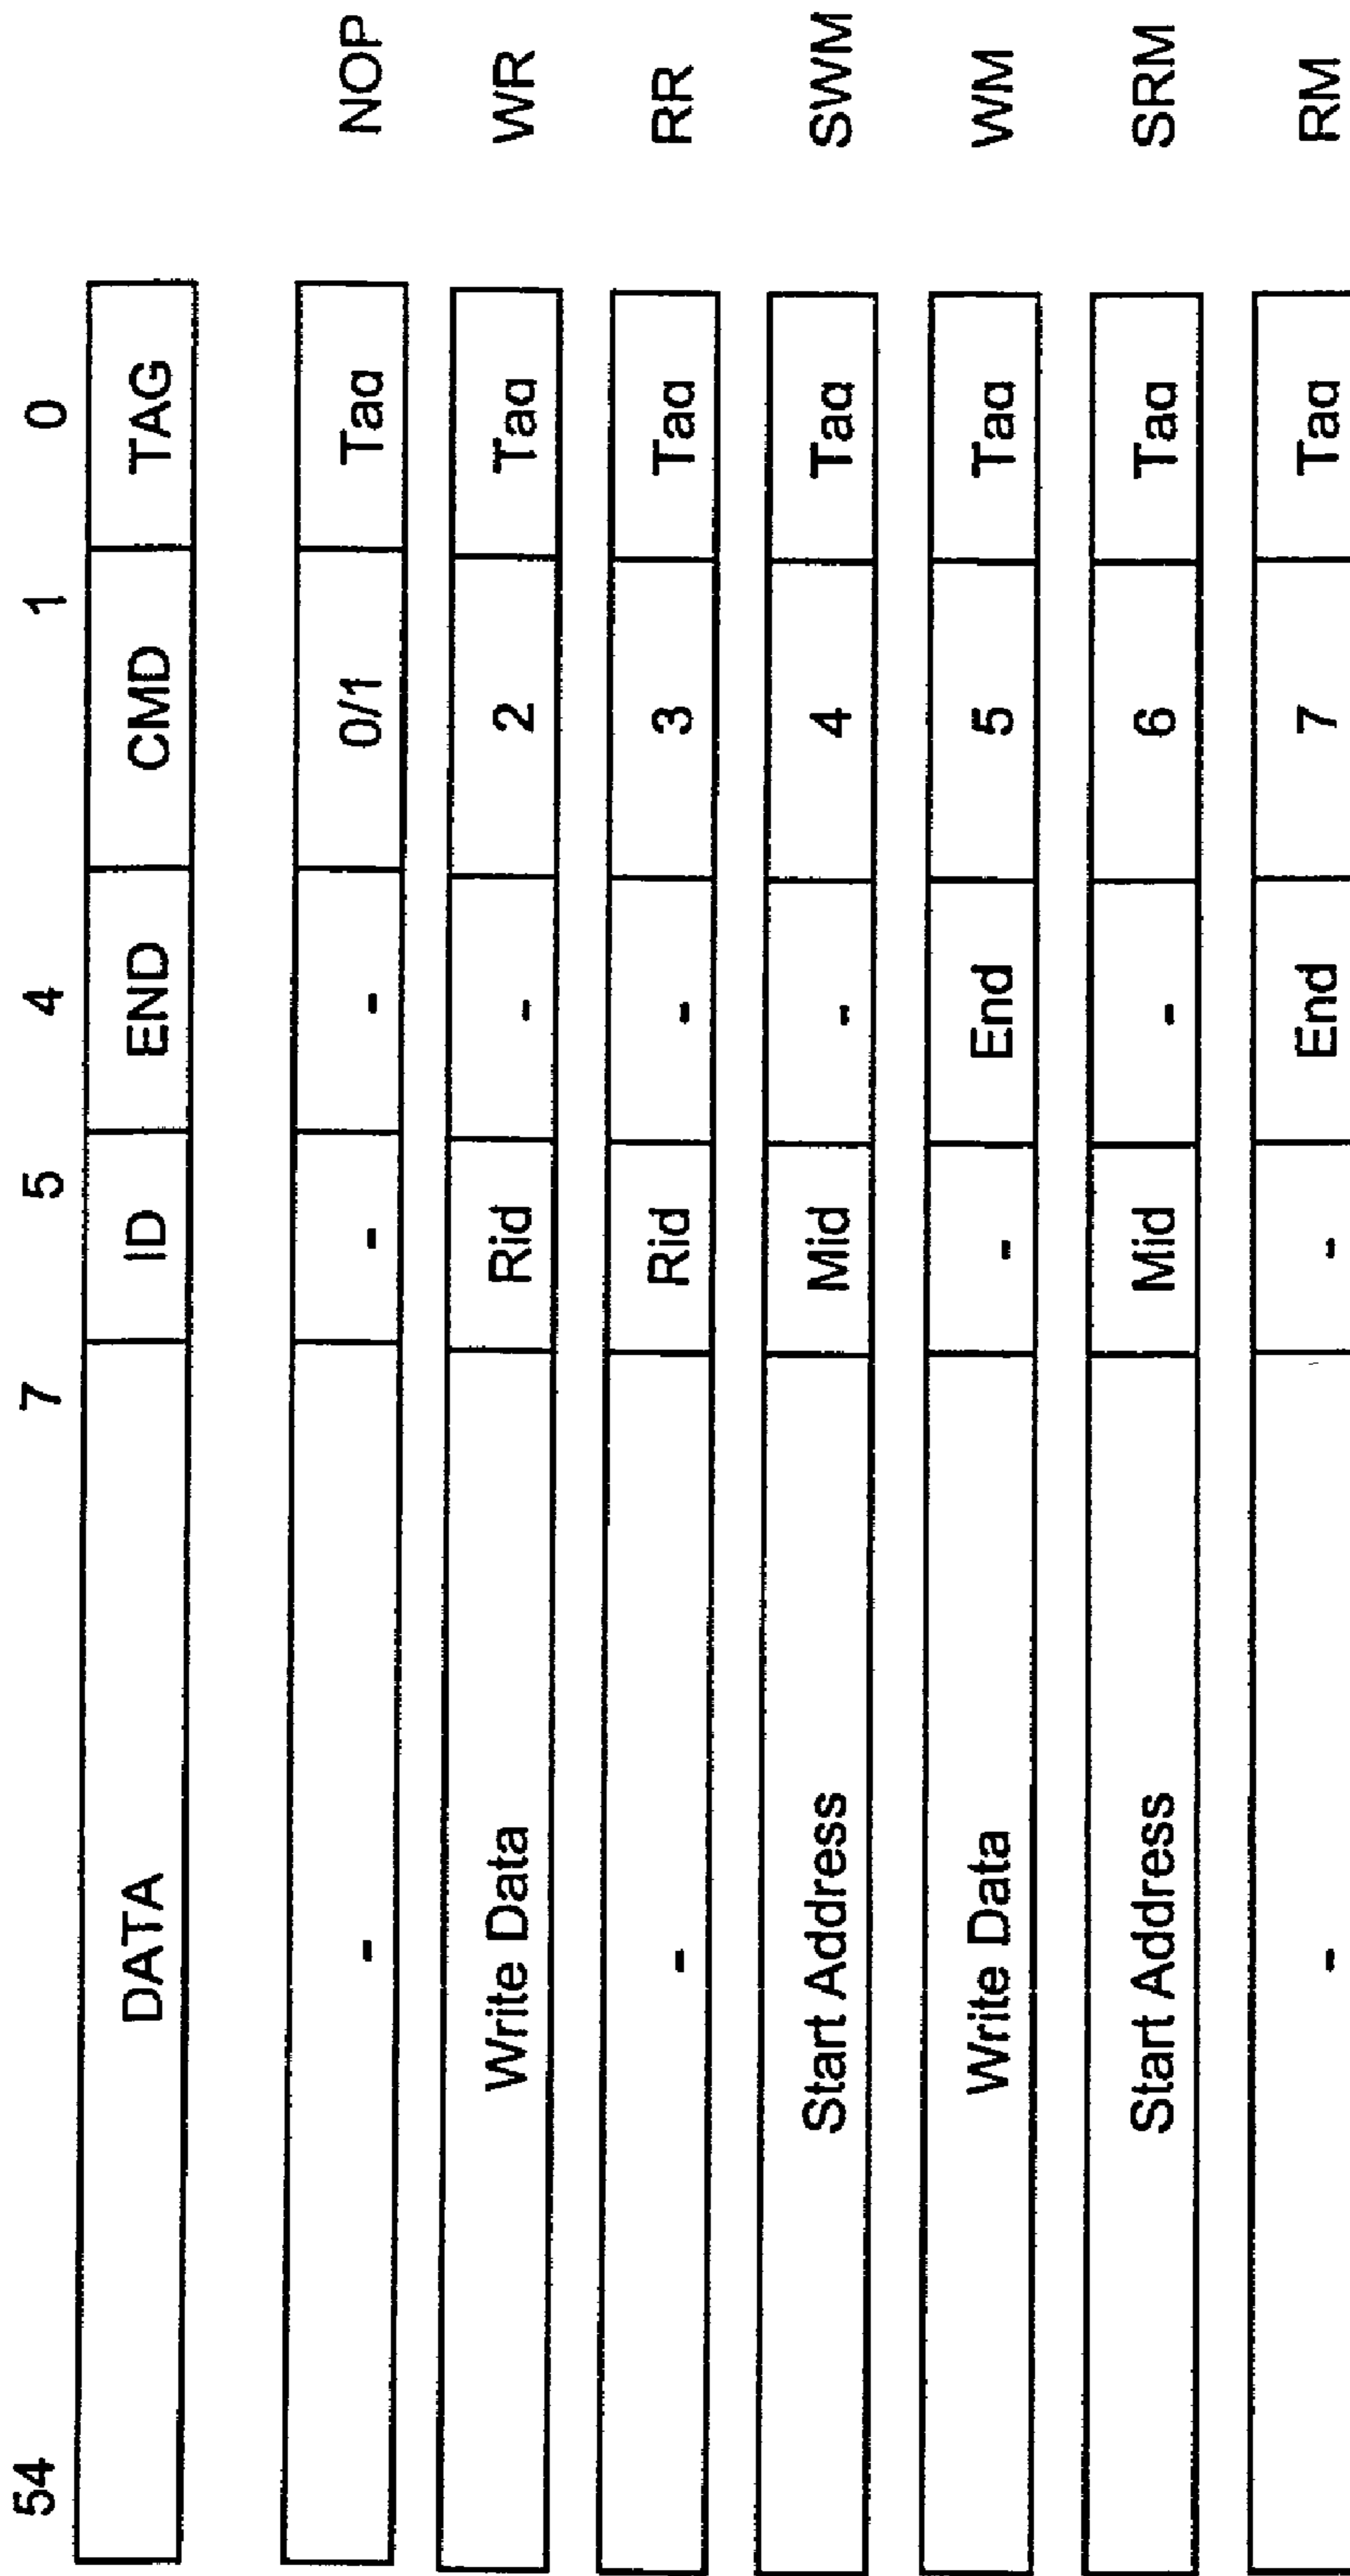 54 7 5 4 1 0
DATA ID END CMD TAG
- - - 0/1 Tag NOP
Write Data Rid - 2 Tag WR
- Rid - 3 Tag RR
Start Address Mid - 4 Tag SWM
Write Data - End 5 Tag WM
Start Address Mid - 6 Tag SRM
- - End 7 Tag RM